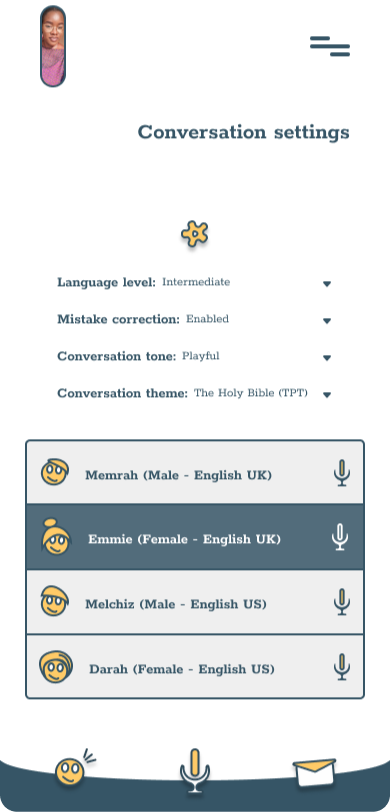 Conversation settings
Language level: Intermediate
Mistake correction: Enabled
Conversation tone: Playful
Conversation theme: The Holy Bible (TPT)
Memrah (Male - English UK)
Emmie (Female - English UK)
Melchiz (Male - English US)
Darah (Female - English US)